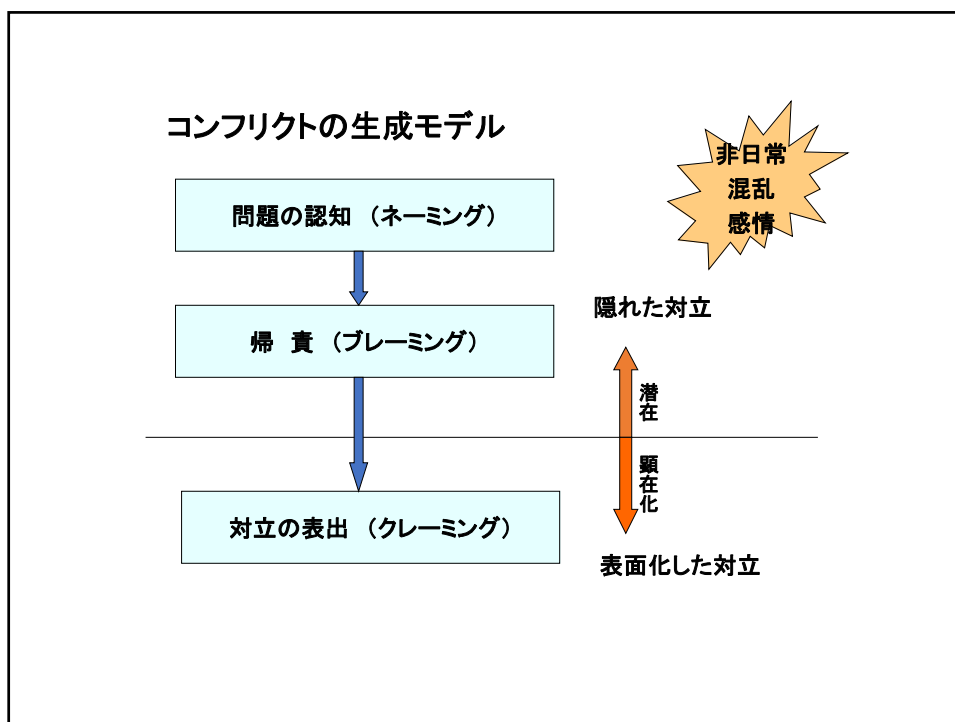 コンフリクトの生成モデル
非日常
混乱
感情
問題の認知 （ネーミング）
隠れた対立
帰 責 （ブレーミング）
潜在
顕在化
対立の表出 （クレーミング）
表面化した対立